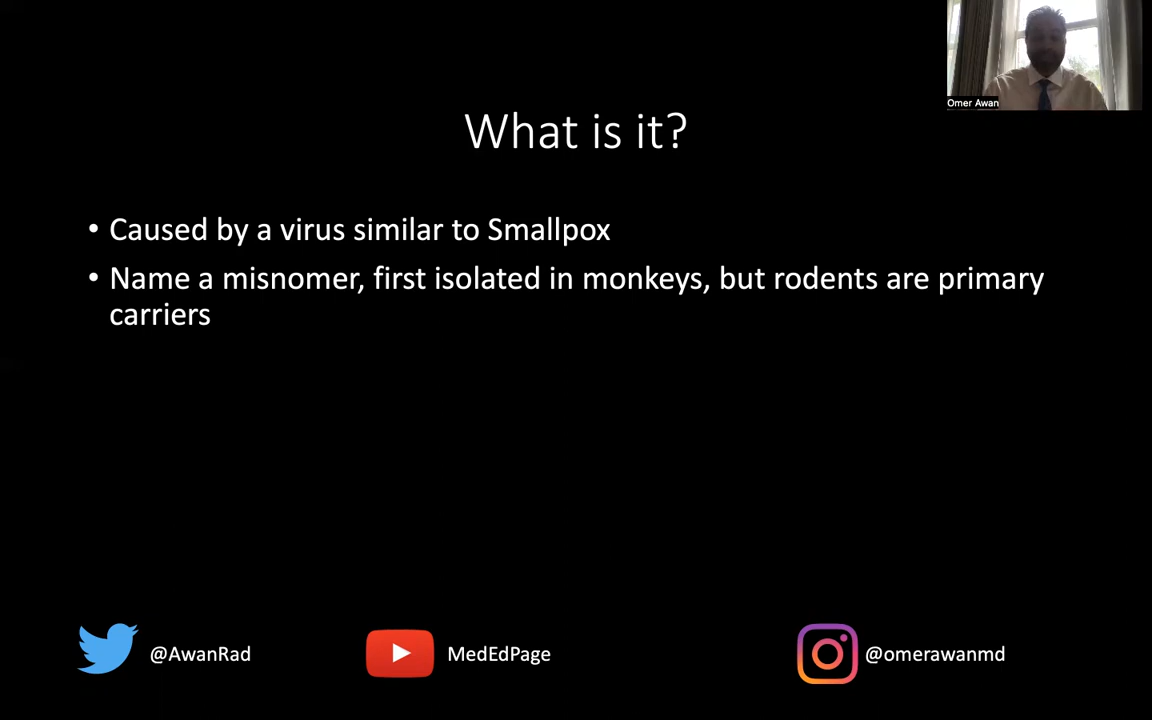 Omer Awan
What is it?
• Caused by a virus similar to Smallpox
• Name a misnomer, first isolated in monkeys, but rodents are primary
carriers
@AwanRad
MedEdPage
@omerawanmd